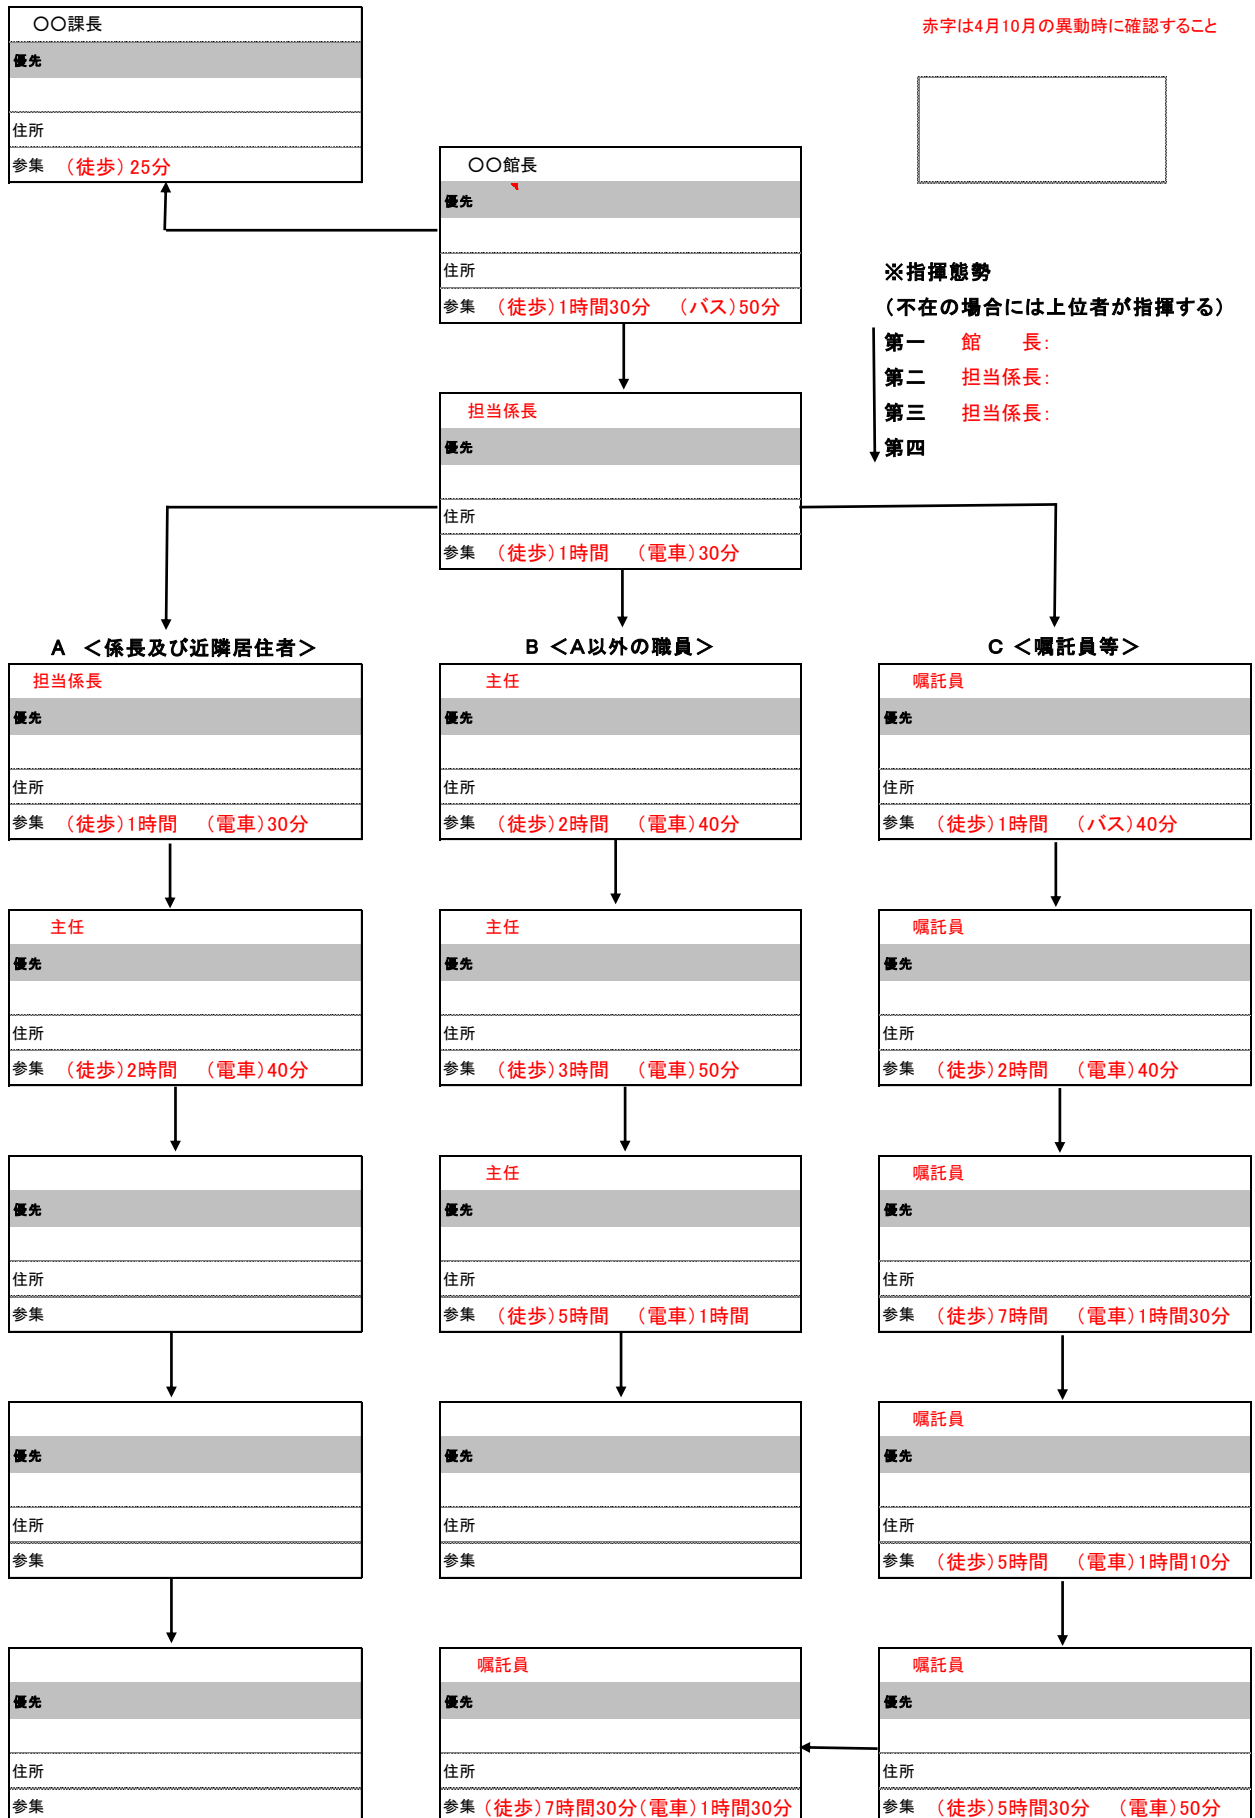 〇〇課長
赤字は4月10月の異動時に確認すること
優先
住所
参集 （徒歩）25分
〇〇館長
優先
住所
参集 （徒歩）1時間30分 （バス）50分
※指揮態勢
（不在の場合には上位者が指揮する）
第一 館 長：
第二 担当係長：
第三 担当係長：
第四
担当係長
優先
住所
参集 （徒歩）1時間 （電車）30分
A ＜係長及び近隣居住者＞
担当係長
優先
住所
参集 （徒歩）1時間 （電車）30分
主任
優先
住所
参集 （徒歩）2時間 （電車）40分
優先
住所
参集
優先
住所
参集
優先
住所
参集
B ＜A以外の職員＞
主任
優先
住所
参集 （徒歩）2時間 （電車）40分
主任
優先
住所
参集 （徒歩）3時間 （電車）50分
主任
優先
住所
参集 （徒歩）5時間 （電車）1時間
優先
住所
参集
嘱託員
優先
住所
参集 （徒歩）7時間30分（電車）1時間30分
C ＜嘱託員等＞
嘱託員
優先
住所
参集 （徒歩）1時間 （バス）40分
嘱託員
優先
住所
参集 （徒歩）2時間 （電車）40分
嘱託員
優先
住所
参集 （徒歩）7時間 （電車）1時間30分
嘱託員
優先
住所
参集 （徒歩）5時間 （電車）1時間10分
嘱託員
優先
住所
参集 （徒歩）5時間30分 （電車）50分